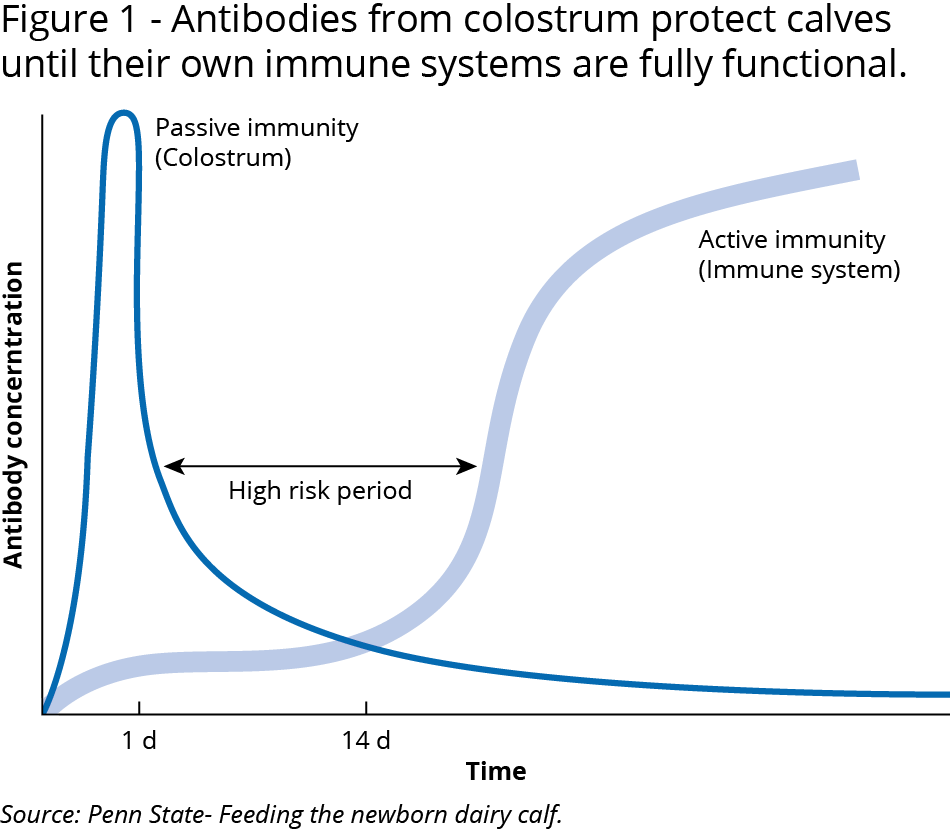 Figure 1 - Antibodies from colostrum protect calves
until their own immune systems are fully functional.
Passive immunity
(Colostrum)
Active immunity
(Immune system)
Antibody concerntration
High risk period
1 d
14 d
Time
Source: Penn State- Feeding the newborn dairy calf.